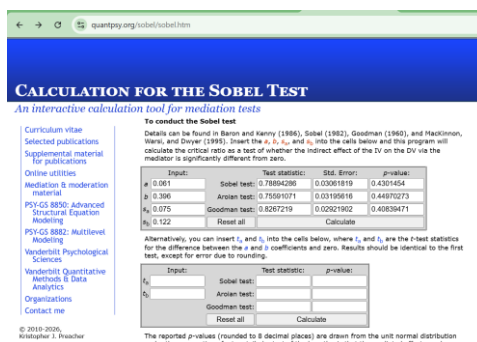 quantpsy.org/sobel/sobel.htm
CALCULATION FOR THE SOBEL TEST
An interactive calculation tool for mediation tests
Curriculum vitae
Selected publications
Supplemental material
for publications
Online utilities
Mediation & moderation
material
PSY-GS 8850: Advanced
Structural Equation
Modeling
PSY-GS 8882: Multilevel
Modeling
Vanderbilt Psychological
Sciences
Vanderbilt Quantitative
Methods & Data
Analytics
Organizations
Contact me
© 2010-2026,
Kristopher J. Preacher
To conduct the Sobel test
Details can be found in Baron and Kenny (1986), Sobel (1982), Goodman (1960), and MacKinnon,
Warsi, and Dwyer (1995). Insert the a, b, sa, and sb into the cells below and this program will
calculate the critical ratio as a test of whether the indirect effect of the IV on the DV via the
mediator is significantly different from zero.
Input: Test statistic: Std. Error: p-value:
a 0.061 Sobel test: 0.78894286 0.03061819 0.4301454
b 0.396 Aroian test: 0.75591071 0.03195616 0.44970273
sa 0.075 Goodman test: 0.8267219 0.02921902 0.40839471
sb 0.122 Reset all Calculate
Alternatively, you can insert ta and tb into the cells below, where ta and tb are the t-test statistics
for the difference between the a and b coefficients and zero. Results should be identical to the first
test, except for error due to rounding.
Input: Test statistic: p-value:
ta Sobel test:
tb Aroian test:
Goodman test:
Reset all Calculate
The reported p-values (rounded to 8 decimal places) are drawn from the unit normal distribution